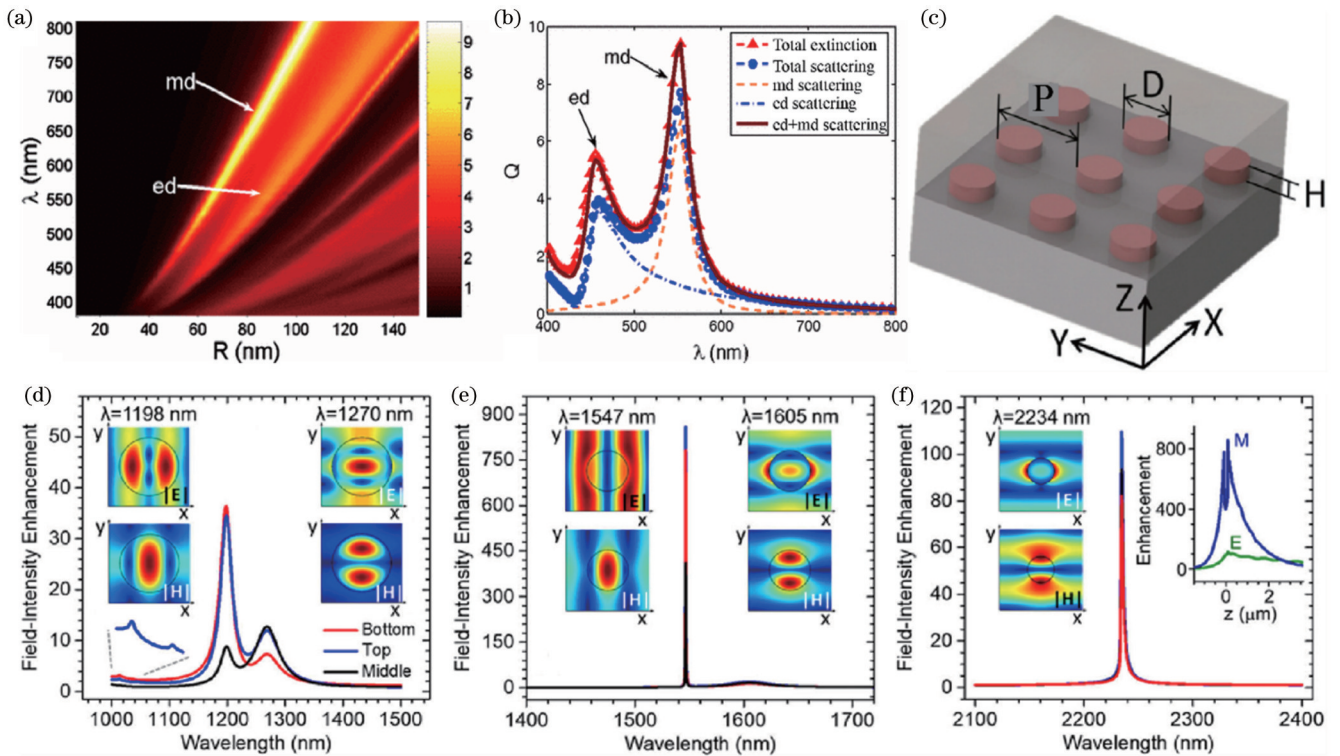 (a)
md
ed
λ (nm)
800
750
700
650
600
550
500
450
400
20 40 60 80 100 120 140
R (nm)
9
8
7
6
5
4
3
2
1
(b)
Q
10
8
6
4
2
0
400 500 600 700 800
λ (nm)
ed
md
Total extinction
Total scattering
md scattering
ed scattering
ed+md scattering
(c)
P
D
H
Z
X
Y
(d)
Field-Intensity Enhancement
50
40
30
20
10
0
1000 1100 1200 1300 1400 1500
Wavelength (nm)
λ=1198 nm
λ=1270 nm
y
|E|
x
y
|E|
x
y
|H|
x
y
|H|
x
Bottom
Top
Middle
(e)
Field-Intensity Enhancement
900
750
600
450
300
150
0
1400 1500 1600 1700
Wavelength (nm)
λ=1547 nm
λ=1605 nm
y
|E|
x
y
|E|
x
y
|H|
x
y
|H|
x
(f)
Field-Intensity Enhancement
120
100
80
60
40
20
0
2100 2200 2300 2400
Wavelength (nm)
λ=2234 nm
y
|E|
x
y
|H|
x
Enhancement
800
400
0
0 2
z (μm)
M
E